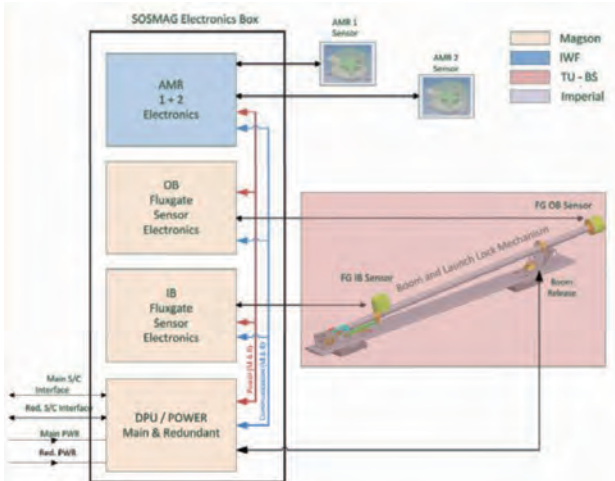 SOSMAG Electronics Box
AMR 1
Sensor
AMR 2
Sensor
Magson
IWF
TU - BS
Imperial
AMR
1 + 2
Electronics
OB
Fluxgate
Sensor
Electronics
IB
Fluxgate
Sensor
Electronics
DPU / POWER
Main & Redundant
Power (M & R)
Communication (M & R)
FG OB Sensor
FG IB Sensor
Boom and Launch Lock Mechanism
Boom
Release
Main S/C
Interface
Red. S/C Interface
Main PWR
Red. PWR